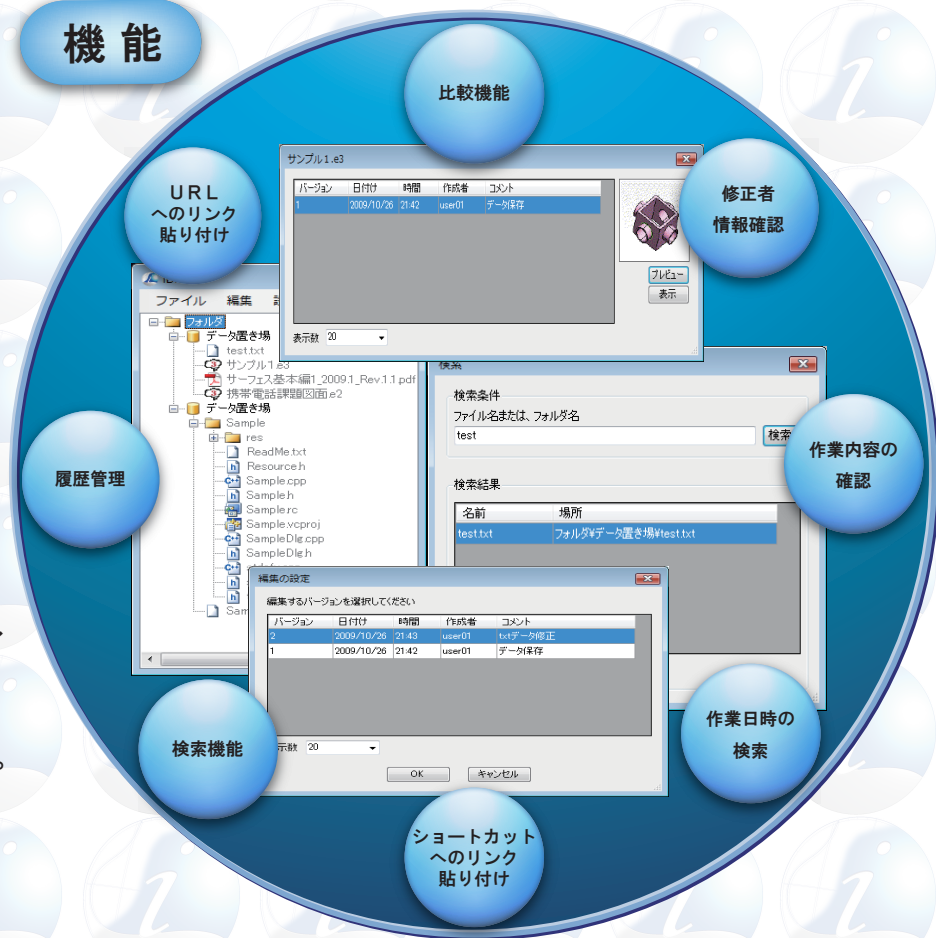 機 能
比較機能
URL
へのリンク
貼り付け
修正者
情報確認
サンプル1.e3
バージョン 日付け 時間 作成者 コメント
1 2009/10/26 21:42 user01 データ保存
プレビュー
表示
表示数 20
ファイル 編集
フォルダ
データ置き場
test.txt
サンプル1.e3
サーフェス基本編1_2009.1_Rev.1.1.pdf
携帯電話課題図面.e2
データ置き場
Sample
res
ReadMe.txt
Resource.h
Sample.cpp
Sample.h
Sample.rc
Sample.vcproj
SampleDlg.cpp
SampleDlg.h
Sam
検索
検索条件
ファイル名または、フォルダ名
test
検索
検索結果
名前 場所
test.txt フォルダ¥データ置き場¥test.txt
作業内容の
確認
履歴管理
編集の設定
編集するバージョンを選択してください
バージョン 日付け 時間 作成者 コメント
2 2009/10/26 21:43 user01 txtデータ修正
1 2009/10/26 21:42 user01 データ保存
示数 20
OK キャンセル
検索機能
作業日時の
検索
ショートカット
へのリンク
貼り付け
、
。